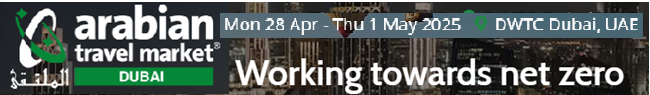 arabian
travel market®
الملتقى
DUBAI
Mon 28 Apr - Thu 1 May 2025
DWTC Dubai, UAE
Working towards net zero